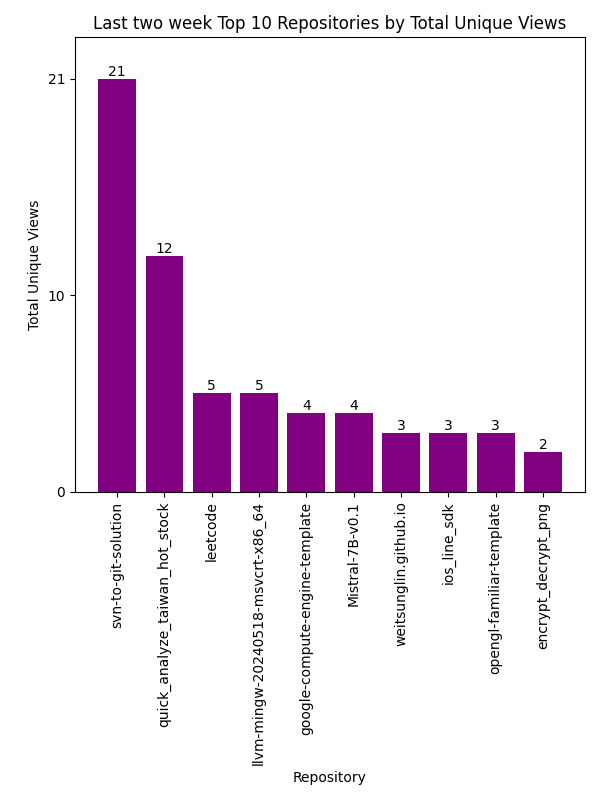 Last two week Top 10 Repositories by Total Unique Views
Total Unique Views
21
10
0
21
12
5
5
4
4
3
3
3
2
svn-to-git-solution
quick_analyze_taiwan_hot_stock
leetcode
llvm-mingw-20240518-msvcrt-x86_64
google-compute-engine-template
Mistral-7B-v0.1
weitsunglin.github.io
ios_line_sdk
opengl-familiar-template
encrypt_decrypt_png
Repository